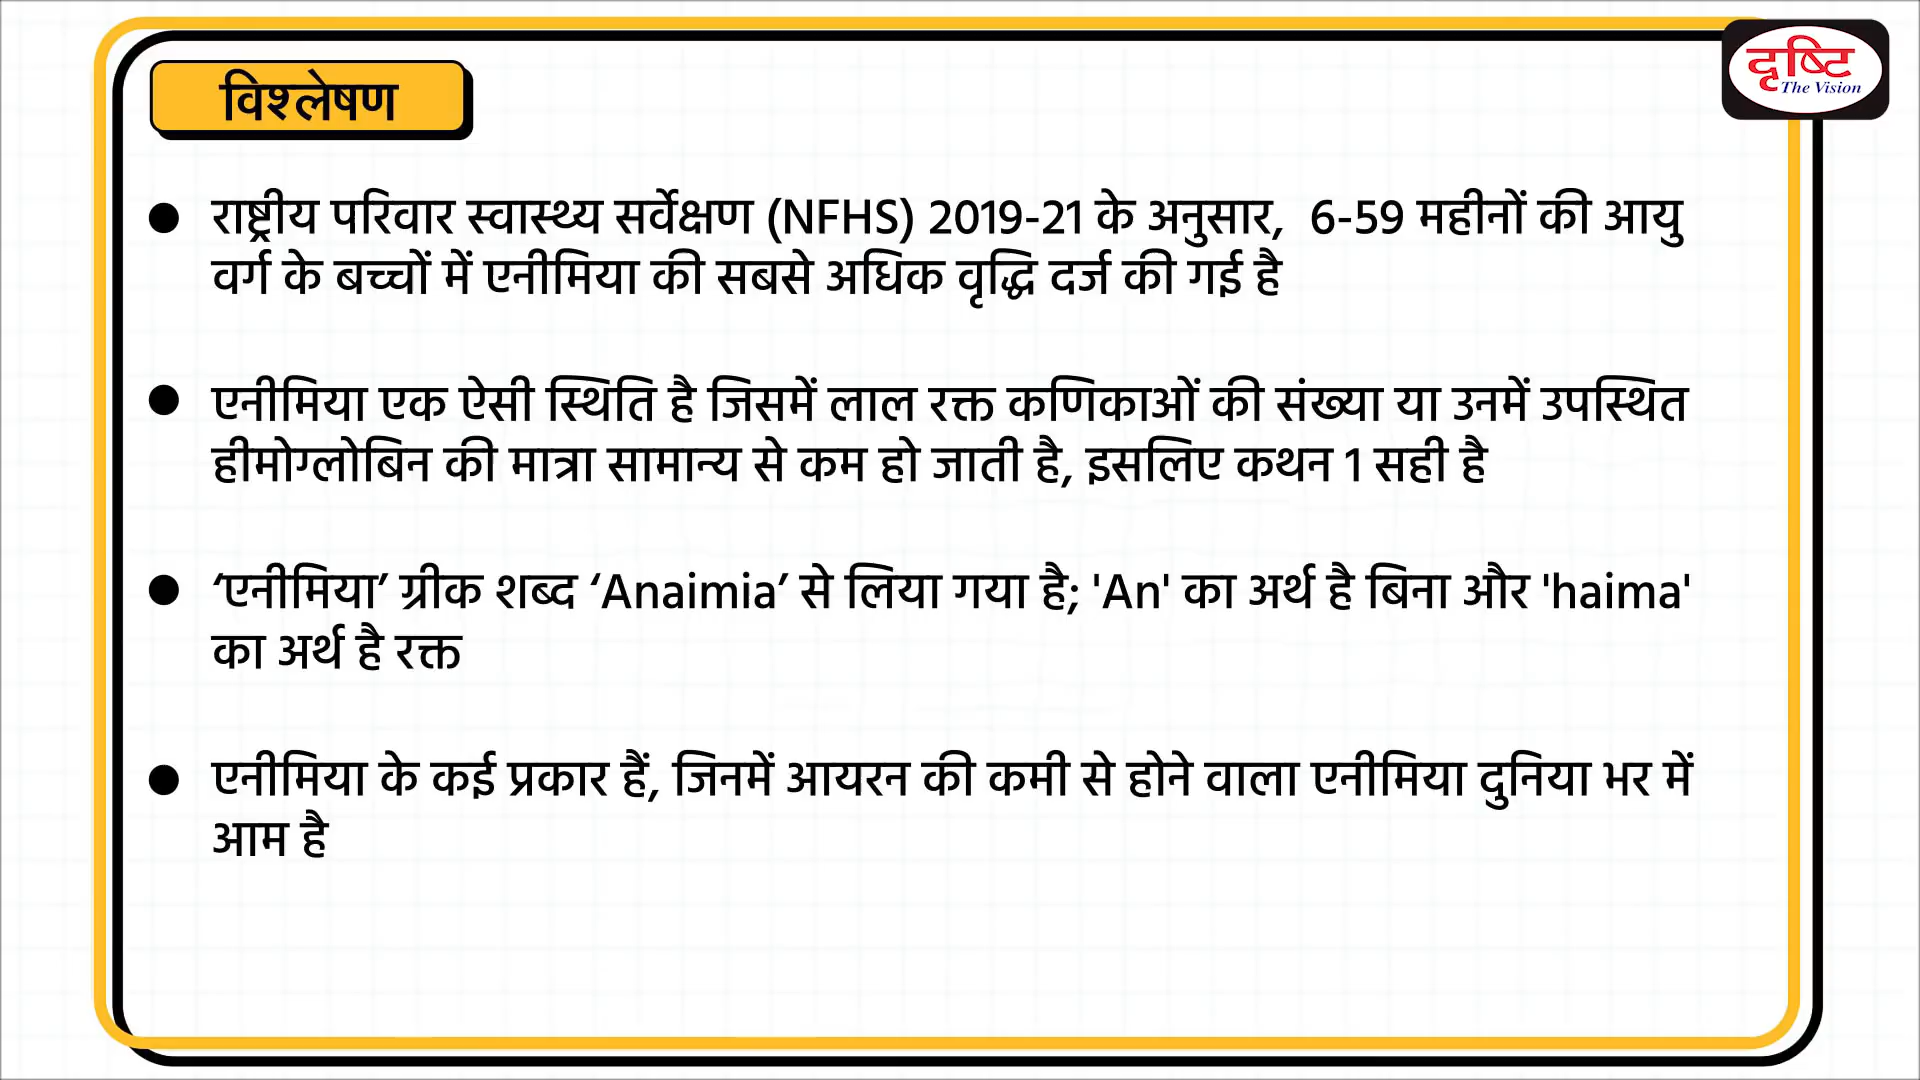 विश्लेषण
दृष्टि
The Vision
● राष्ट्रीय परिवार स्वास्थ्य सर्वेक्षण (NFHS) 2019-21 के अनुसार, 6-59 महीनों की आयु
वर्ग के बच्चों में एनीमिया की सबसे अधिक वृद्धि दर्ज की गई है
● एनीमिया एक ऐसी स्थिति है जिसमें लाल रक्त कणिकाओं की संख्या या उनमें उपस्थित
हीमोग्लोबिन की मात्रा सामान्य से कम हो जाती है, इसलिए कथन 1 सही है
● ‘एनीमिया’ ग्रीक शब्द ‘Anaimia’ से लिया गया है; 'An' का अर्थ है बिना और 'haima'
का अर्थ है रक्त
● एनीमिया के कई प्रकार हैं, जिनमें आयरन की कमी से होने वाला एनीमिया दुनिया भर में
आम है